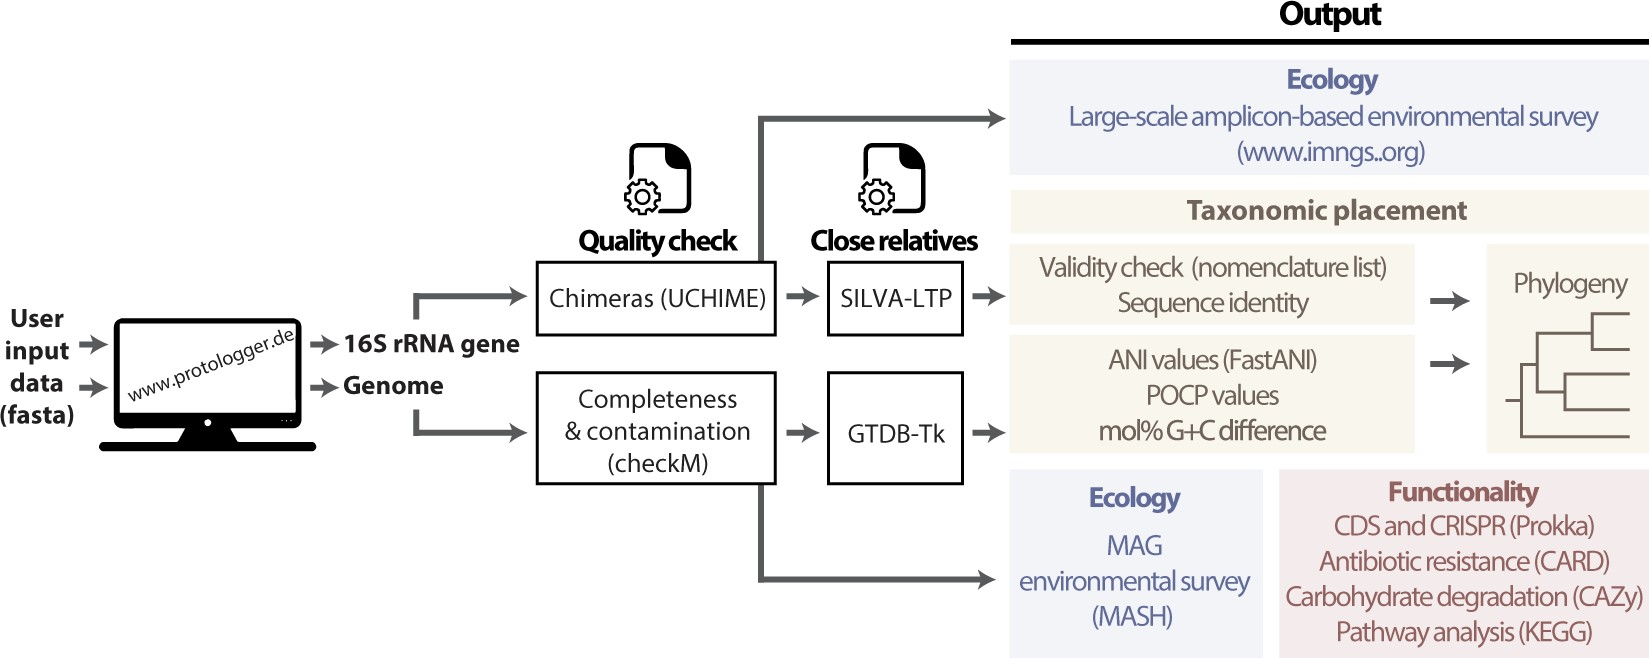 Output
Ecology
Large-scale amplicon-based environmental survey
(www.imngs..org)
Taxonomic placement
Quality check
Close relatives
Chimeras (UCHIME)
SILVA-LTP
Validity check (nomenclature list)
Sequence identity
Phylogeny
User
input
data
(fasta)
www.protologger.de
16S rRNA gene
Genome
Completeness
& contamination
(checkM)
GTDB-Tk
ANI values (FastANI)
POCP values
mol% G+C difference
Ecology
MAG
environmental survey
(MASH)
Functionality
CDS and CRISPR (Prokka)
Antibiotic resistance (CARD)
Carbohydrate degradation (CAZy)
Pathway analysis (KEGG)